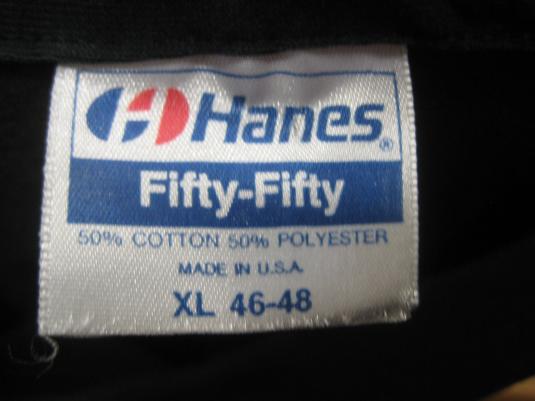 Hanes®
Fifty-Fifty
50% COTTON 50% POLYESTER
MADE IN U.S.A.
XL 46-48